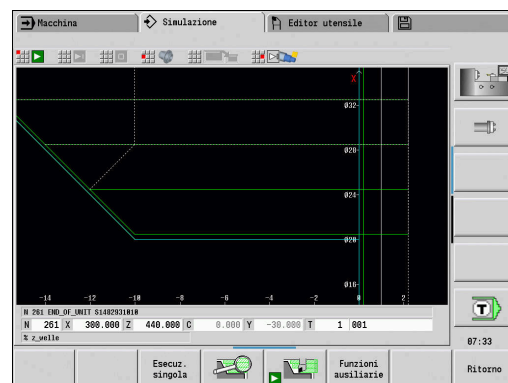 Macchina
Simulazione
Editor utensile
X
Ø32
Ø28
Ø24
Ø20
Ø16
-14 -12 -10 -8 -6 -4 -2 0 2
N 261 END_OF_UNIT S1482931010
N 261 X 300.000 Z 440.000 C 0.000 Y -30.000 T 1 001
% z_welle
T
07:33
Esecuz. singola
Funzioni ausiliarie
Ritorno